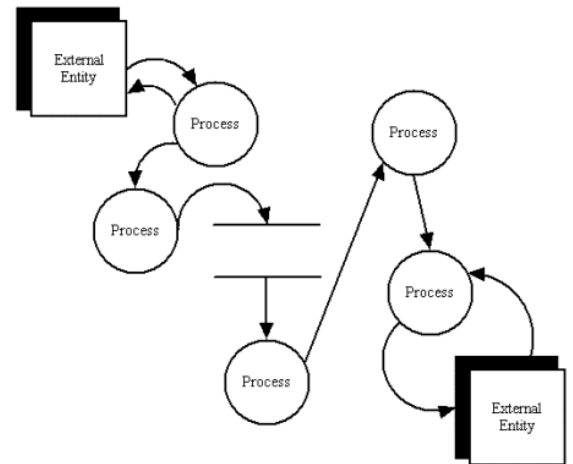 External
Entity
Process
Process
Process
Process
Process
External
Entity